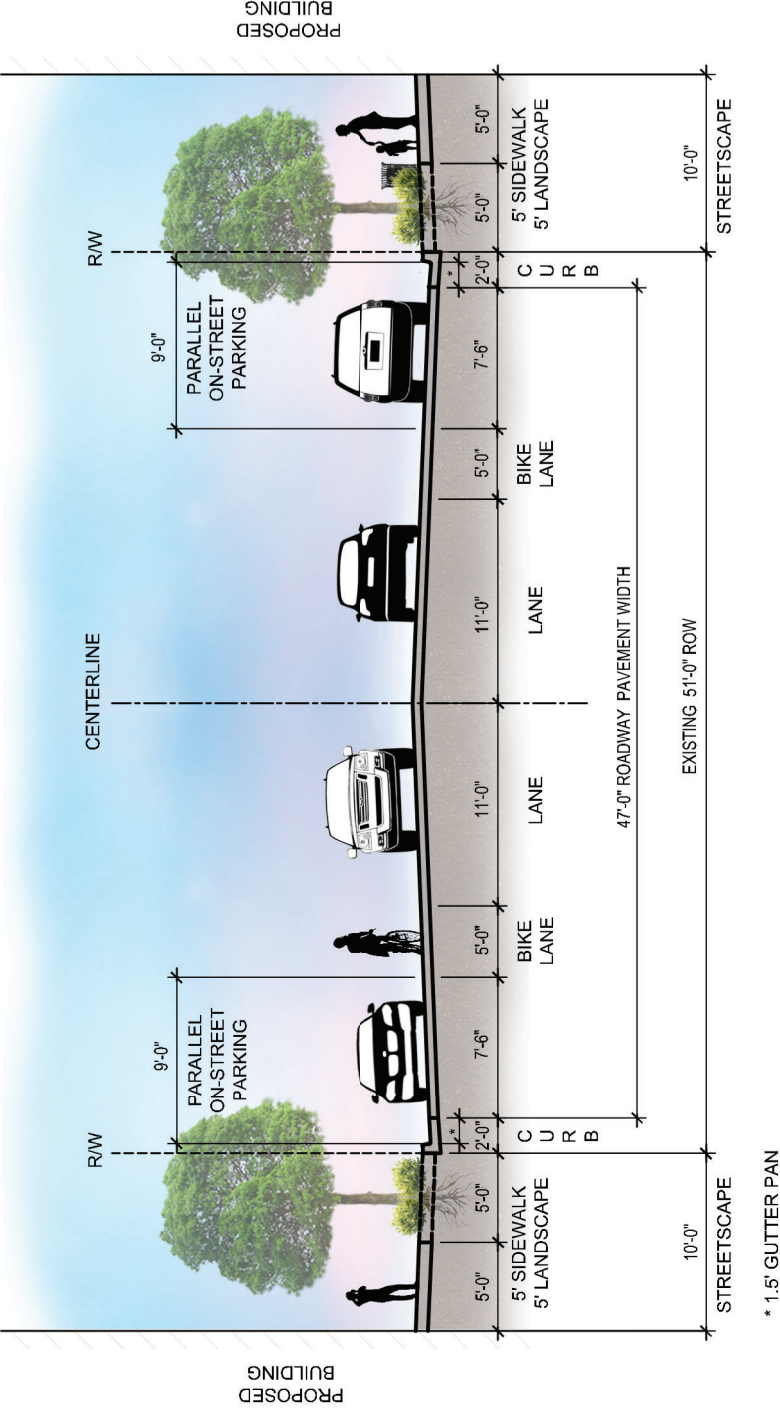 CENTERLINE
R/W
R/W
9'-0"
9'-0"
PARALLEL
ON-STREET
PARKING
PARALLEL
ON-STREET
PARKING
PROPOSED
BUILDING
PROPOSED
BUILDING
5'-0"
5'-0"
2'-0"
*
7'-6"
5'-0"
11'-0"
11'-0"
5'-0"
7'-6"
2'-0"
*
5'-0"
5'-0"
5' SIDEWALK
5' LANDSCAPE
CURB
BIKE
LANE
LANE
LANE
BIKE
LANE
CURB
5' SIDEWALK
5' LANDSCAPE
47'-0" ROADWAY PAVEMENT WIDTH
10'-0"
EXISTING 51'-0" ROW
10'-0"
STREETSCAPE
STREETSCAPE
* 1.5' GUTTER PAN